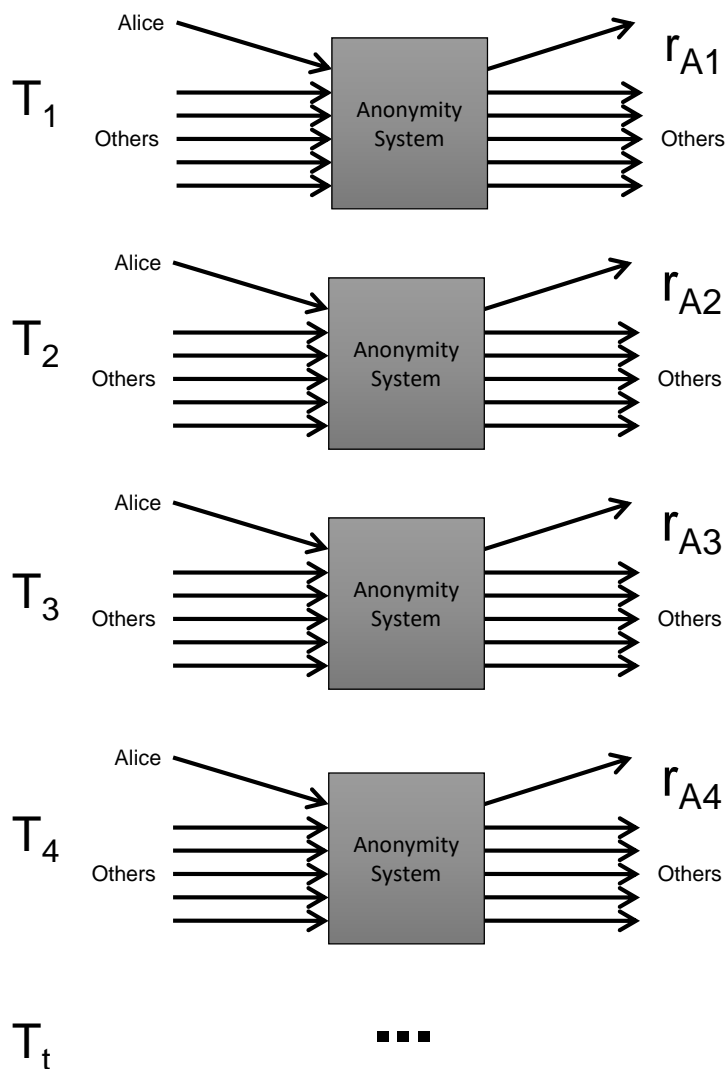 Alice
r_A1
T_1
Anonymity
System
Others
Others
Alice
r_A2
T_2
Anonymity
System
Others
Others
Alice
r_A3
T_3
Anonymity
System
Others
Others
Alice
r_A4
T_4
Anonymity
System
Others
Others
T_t
...